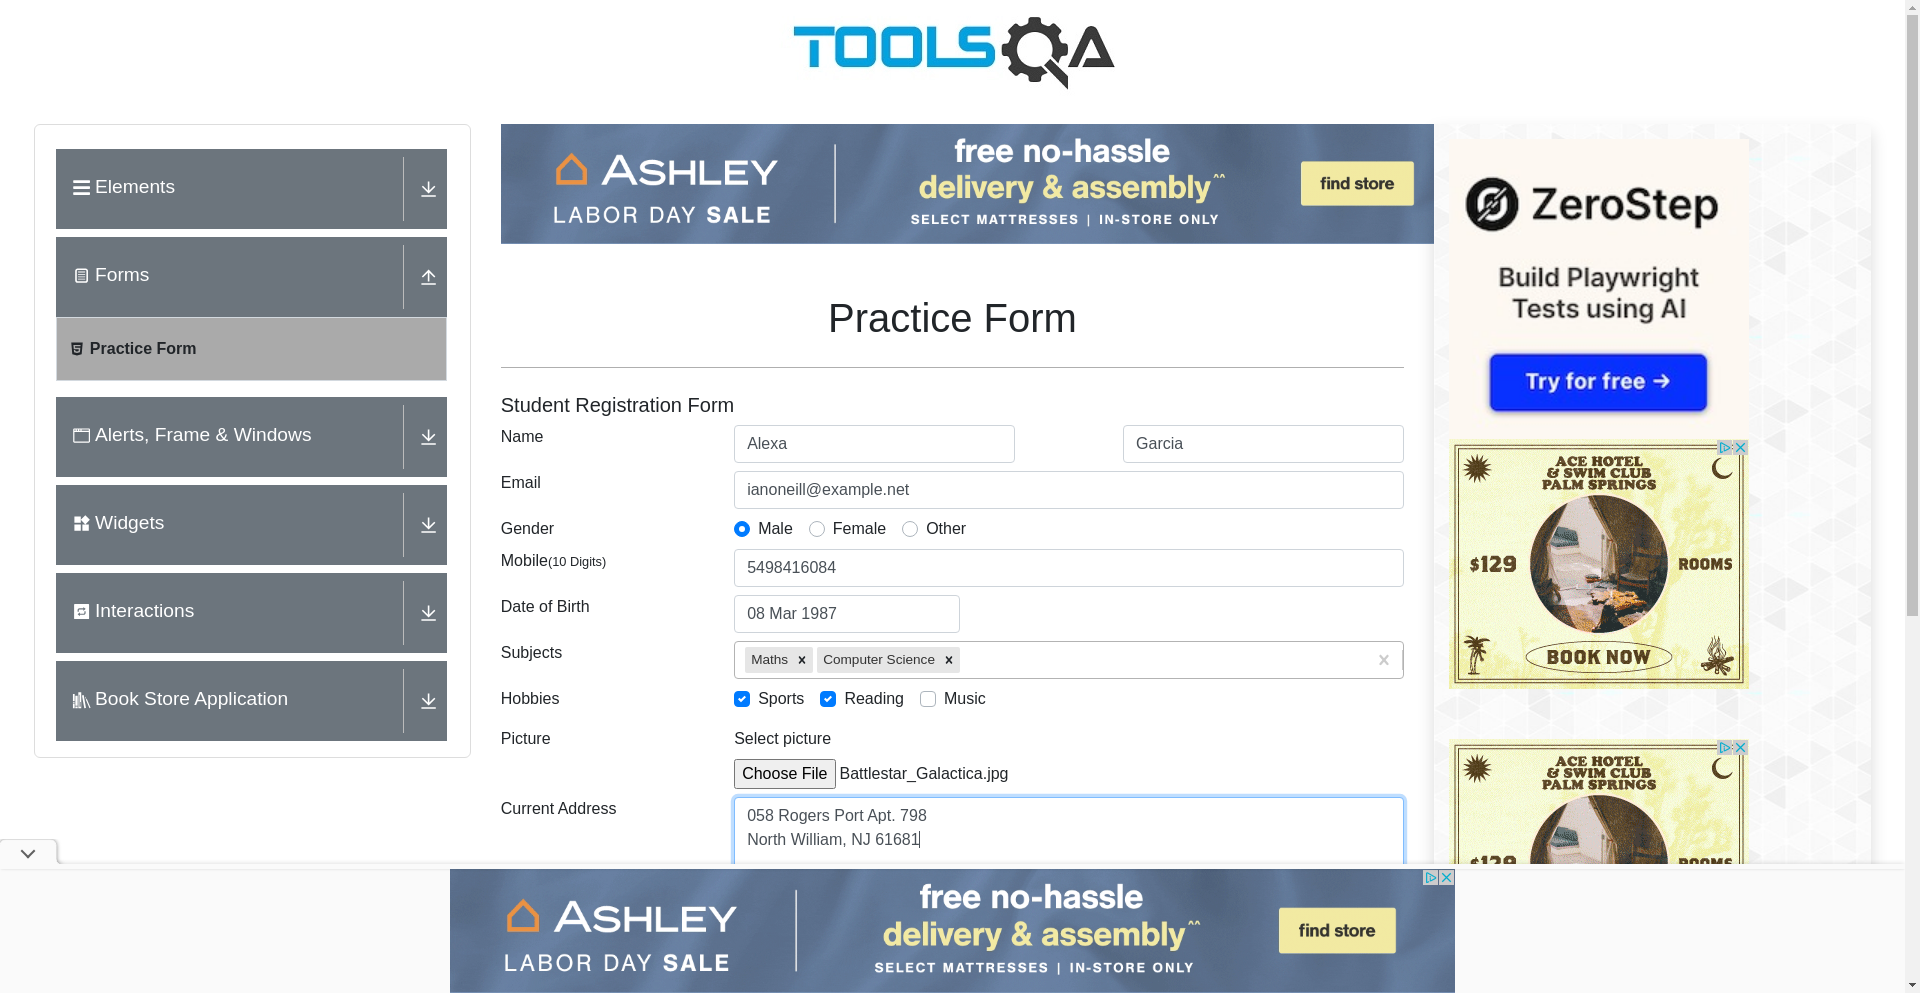 TOOLSQA
Elements
Forms
Practice Form
Alerts, Frame & Windows
Widgets
Interactions
Book Store Application
ASHLEY
LABOR DAY SALE
free no-hassle
delivery & assembly^^
SELECT MATTRESSES | IN-STORE ONLY
find store
Practice Form
Student Registration Form
Name
Alexa
Garcia
Email
ianoneill@example.net
Gender
Male
Female
Other
Mobile(10 Digits)
5498416084
Date of Birth
08 Mar 1987
Subjects
Maths
Computer Science
Hobbies
Sports
Reading
Music
Picture
Select picture
Choose File Battlestar_Galactica.jpg
Current Address
058 Rogers Port Apt. 798
North William, NJ 61681
ZeroStep
Build Playwright
Tests using AI
Try for free →
ACE HOTEL
& SWIM CLUB
PALM SPRINGS
$129
ROOMS
BOOK NOW
ACE HOTEL
& SWIM CLUB
PALM SPRINGS
$129
ROOMS
ASHLEY
LABOR DAY SALE
free no-hassle
delivery & assembly^^
SELECT MATTRESSES | IN-STORE ONLY
find store